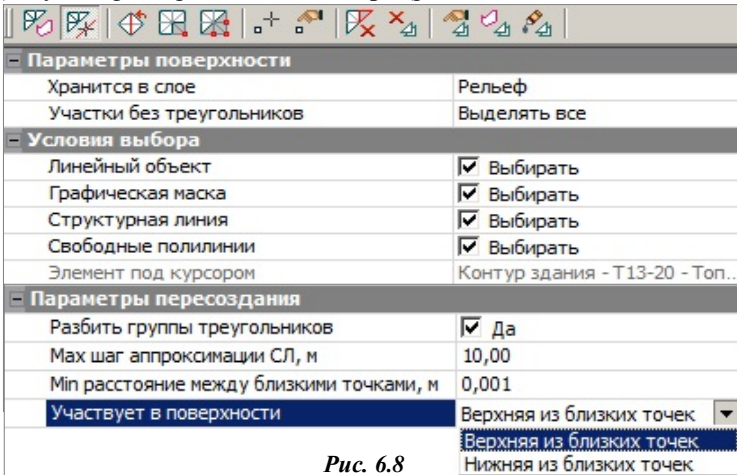 Параметры поверхности
Хранится в слое Рельеф
Участки без треугольников Выделять все
Условия выбора
Линейный объект Выбирать
Графическая маска Выбирать
Структурная линия Выбирать
Свободные полилинии Выбирать
Элемент под курсором Контур здания - Т13-20 - Топ...
Параметры пересоздания
Разбить группы треугольников Да
Мах шаг аппроксимации СЛ, м 10,00
Min расстояние между близкими точками, м 0,001
Участвует в поверхности Верхняя из близких точек
Верхняя из близких точек
Нижняя из близких точек
Рис. 6.8